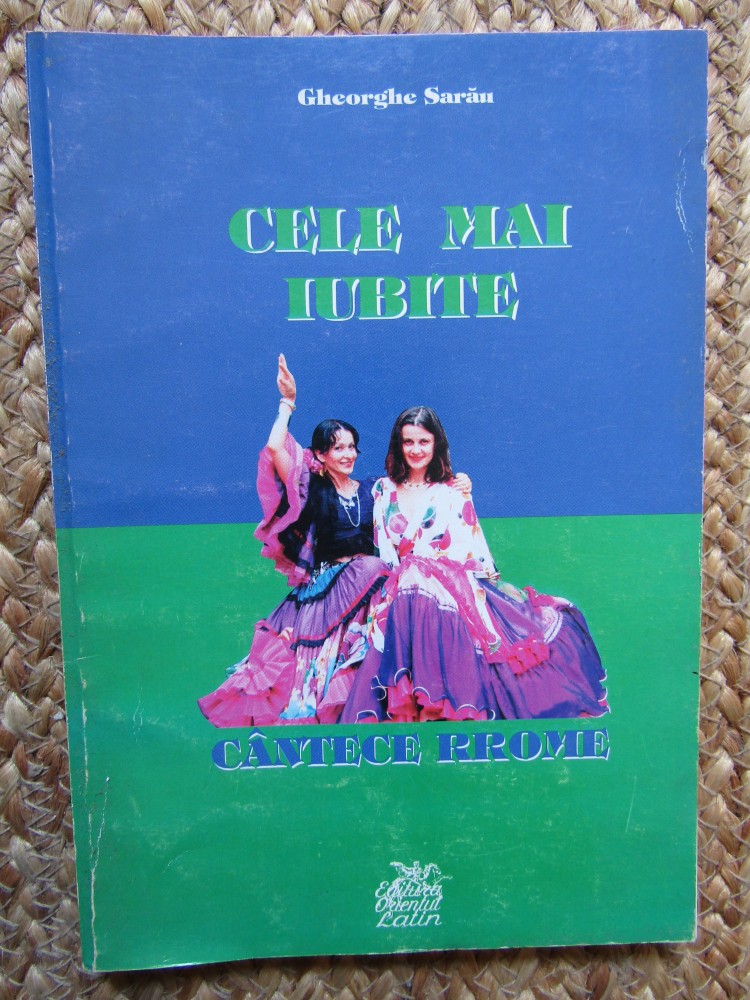 Gheorghe Sarău
CELE MAI
IUBITE
CÂNTECE RROME
Editura
Orientul
Latin